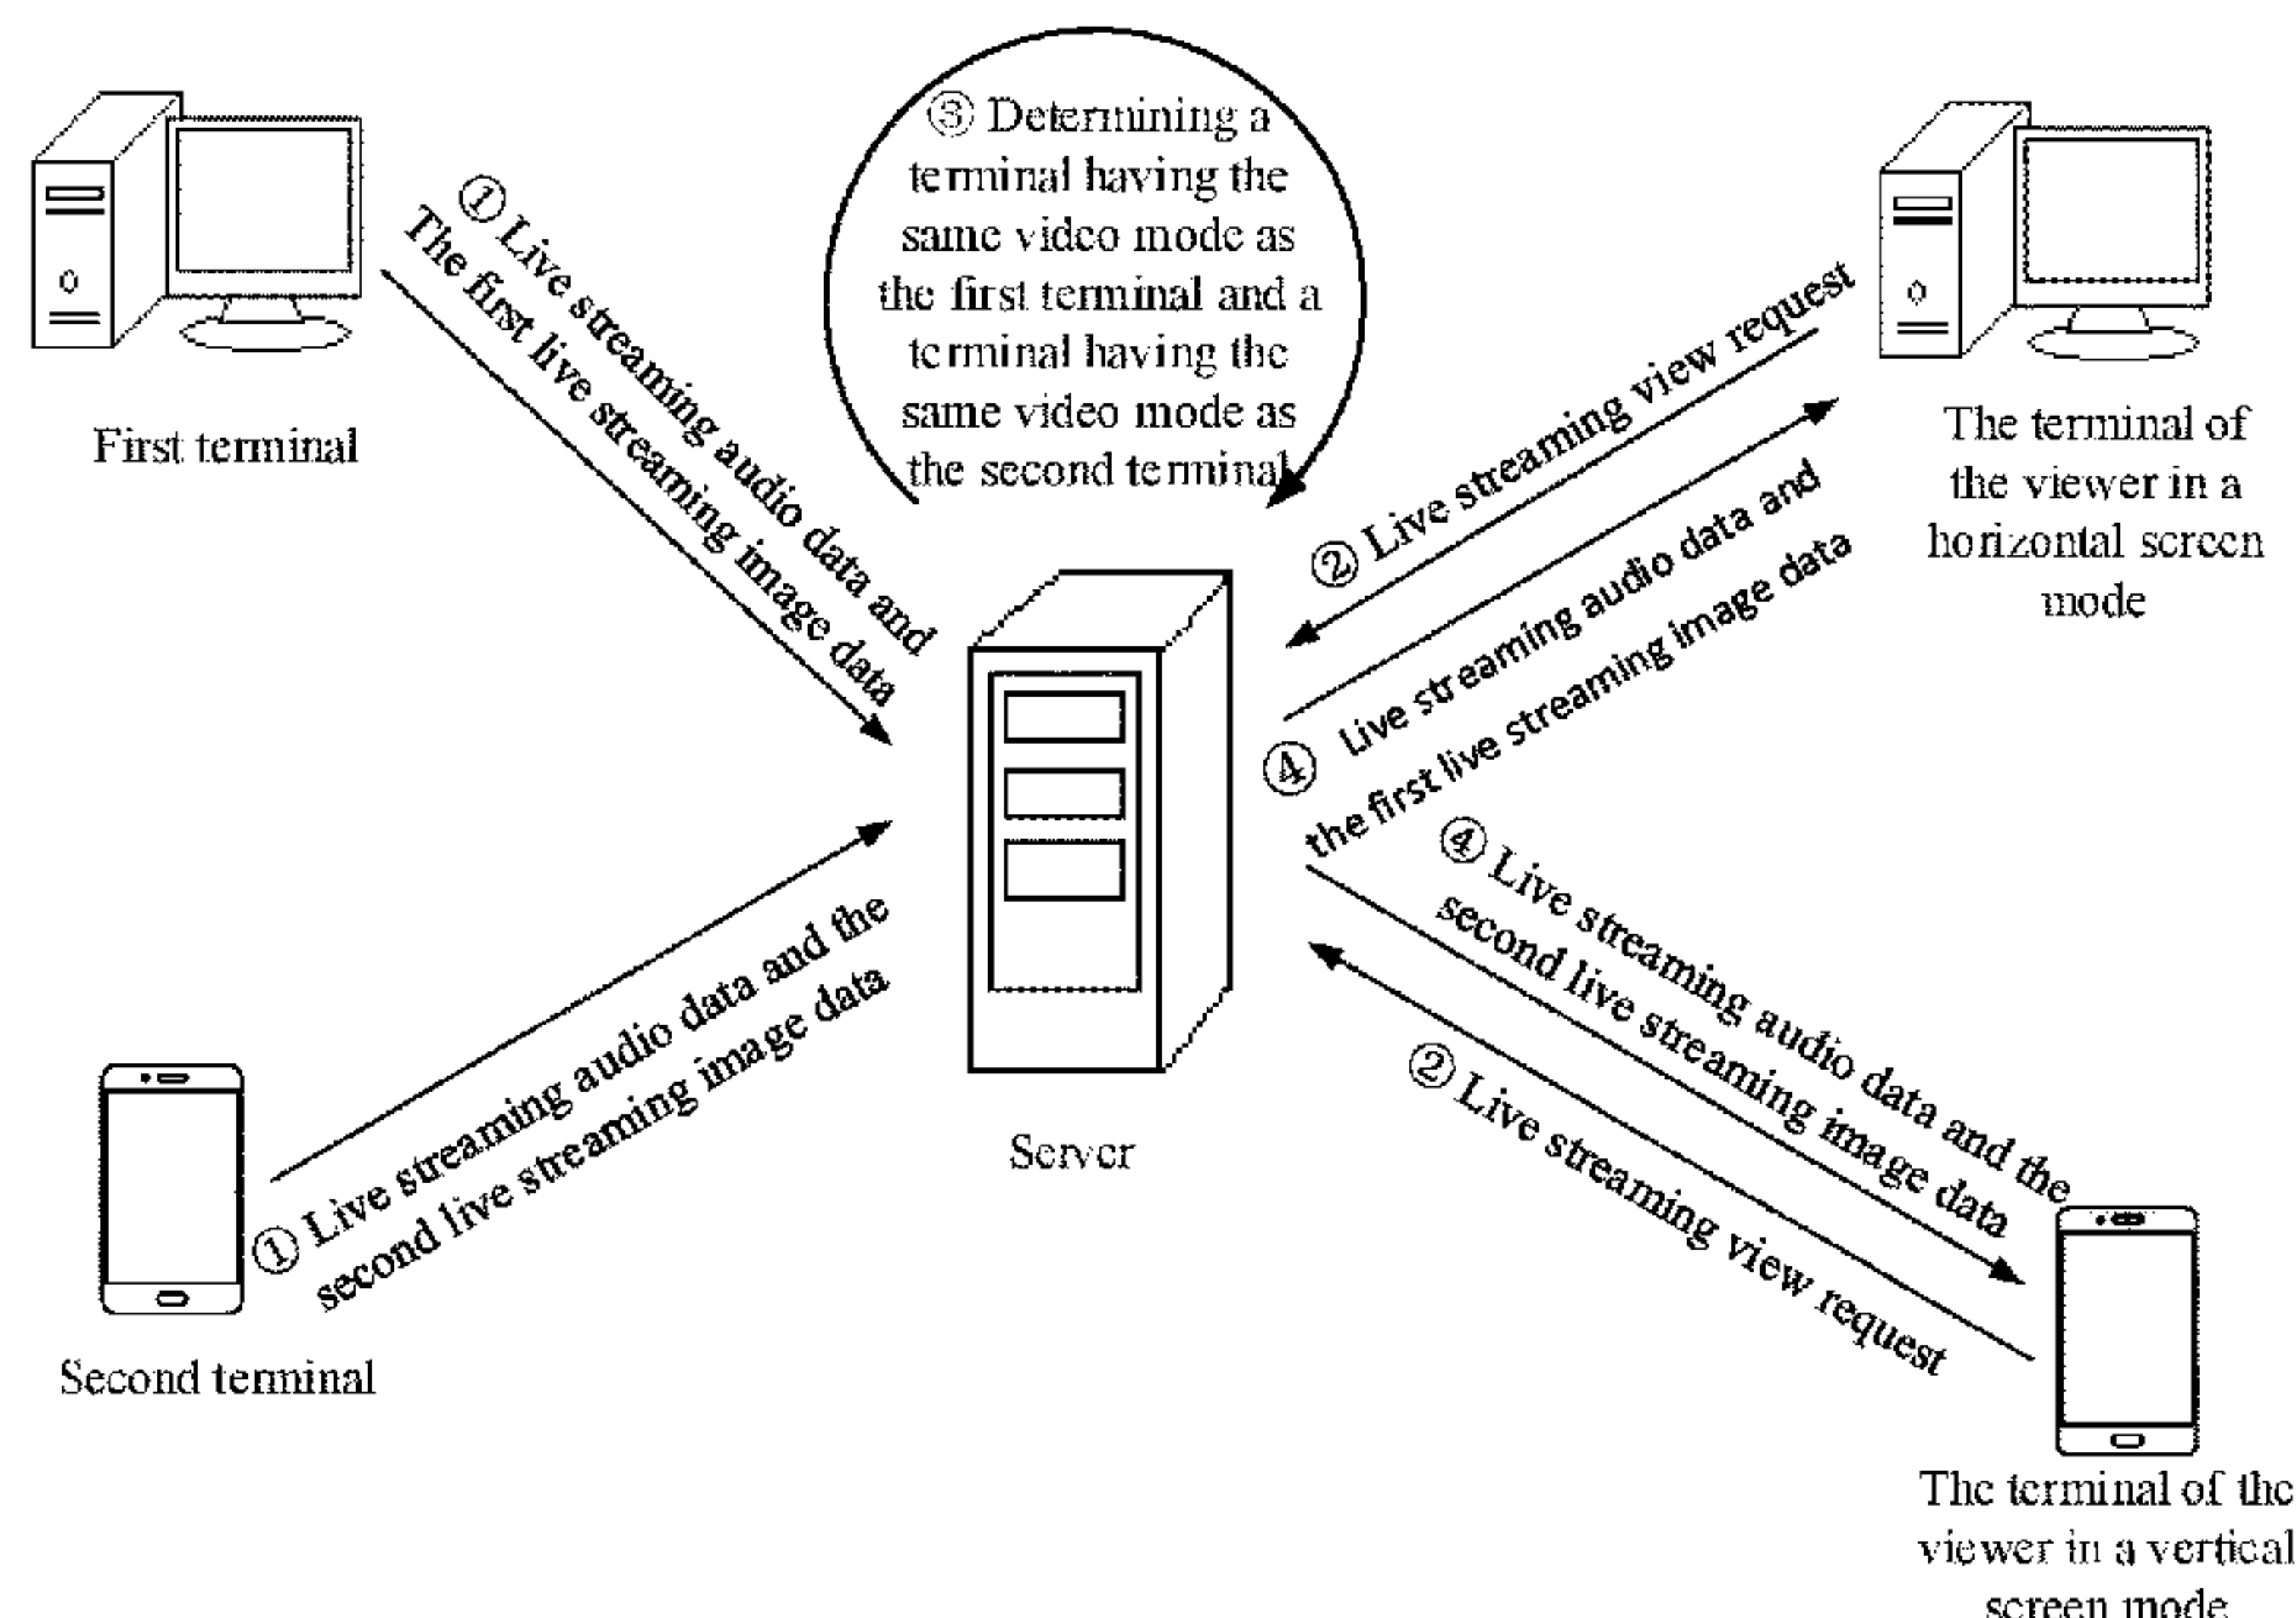 ① Live streaming audio data and
The first live streaming image data
First terminal
③ Determining a
terminal having the
same video mode as
the first terminal and a
terminal having the
same video mode as
the second terminal
② Live streaming view request
④ Live streaming audio data and
the first live streaming image data
The terminal of
the viewer in a
horizontal screen
mode
① Live streaming audio data and the
second live streaming image data
Second terminal
Server
④ Live streaming audio data and the
second live streaming image data
② Live streaming view request
The terminal of the
viewer in a vertical
screen mode